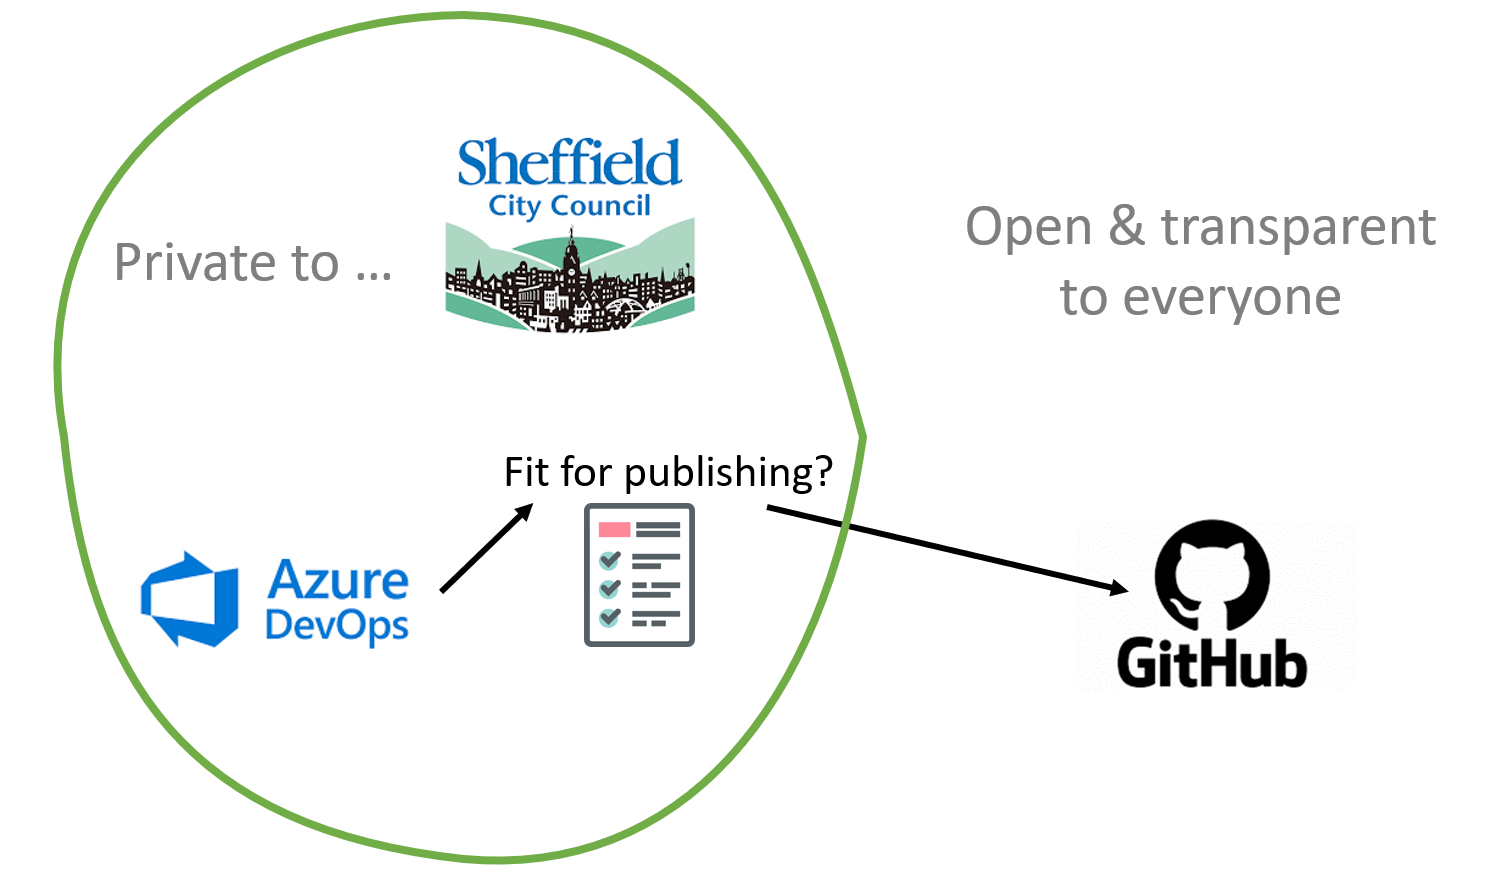 Sheffield
City Council
Private to ...
Open & transparent
to everyone
Fit for publishing?
Azure
DevOps
GitHub